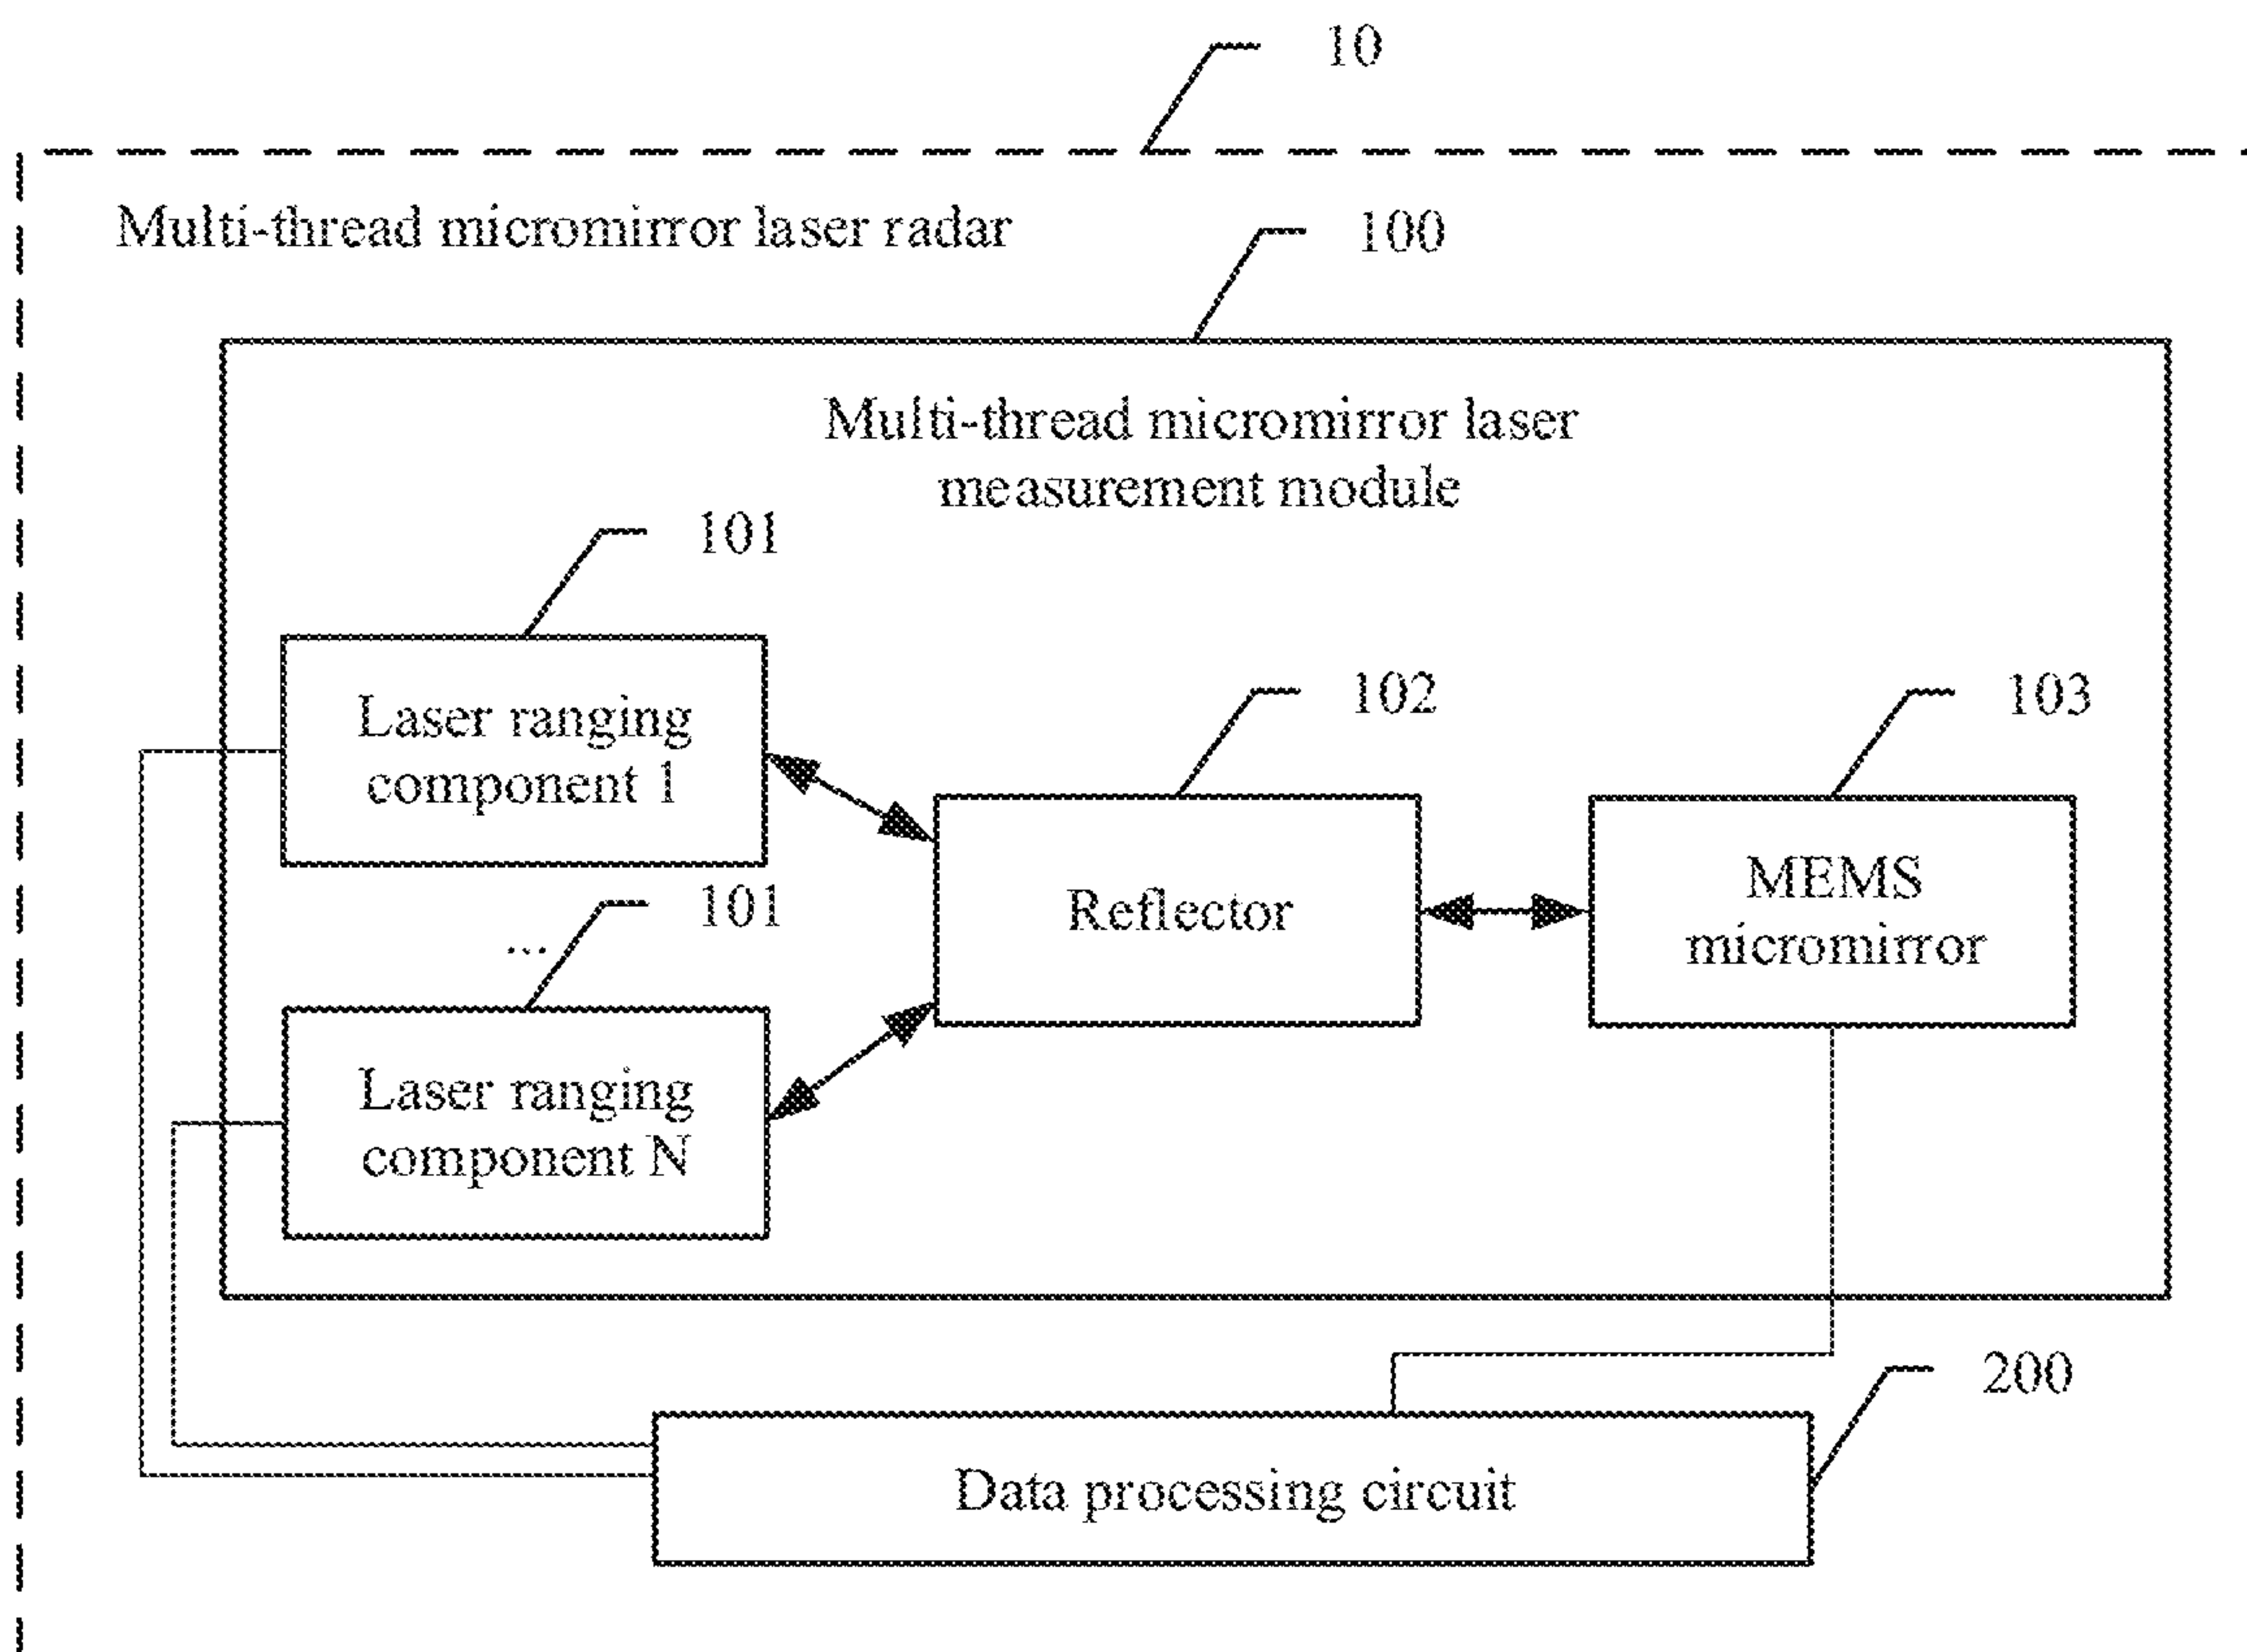 10
Multi-thread micromirror laser radar
100
Multi-thread micromirror laser
measurement module
101
Laser ranging
component 1
102
103
...
101
Reflector
MEMS
micromirror
Laser ranging
component N
200
Data processing circuit